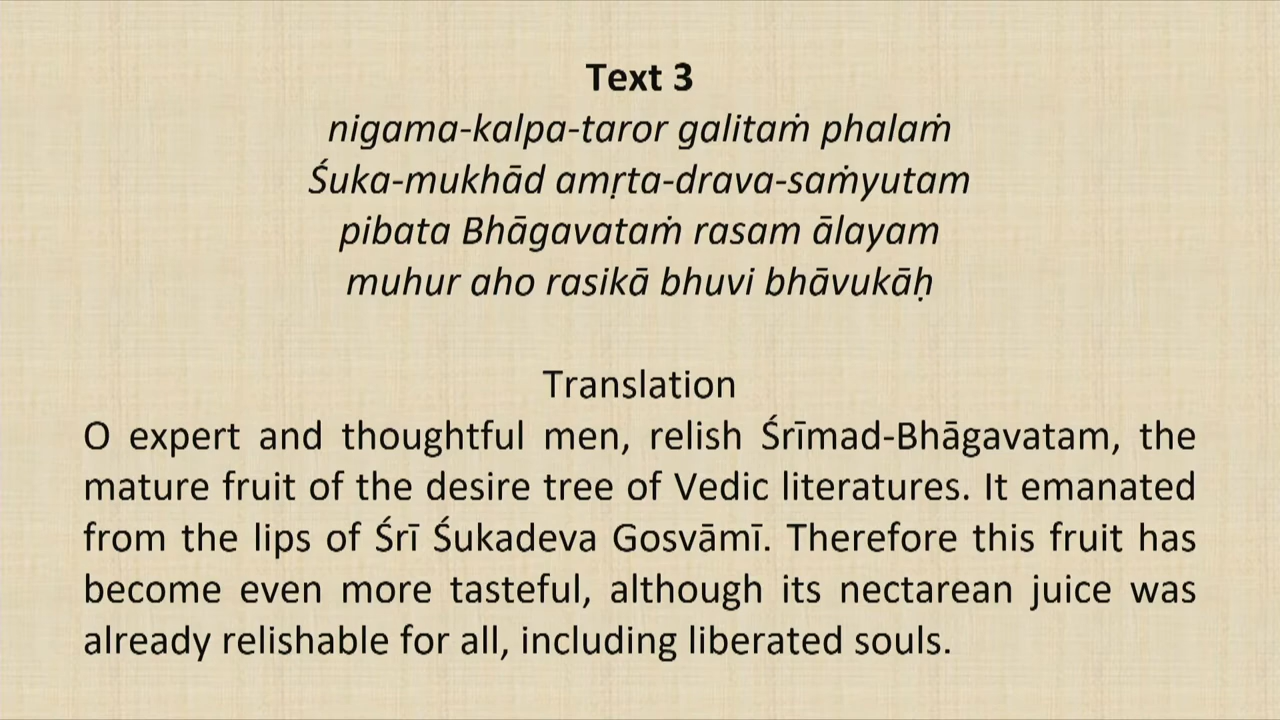 Text 3
nigama-kalpa-taror galitaṁ phalaṁ
Śuka-mukhād amṛta-drava-saṁyutam
pibata Bhāgavataṁ rasam ālayam
muhur aho rasikā bhuvi bhāvukāḥ
Translation
O expert and thoughtful men, relish Śrīmad-Bhāgavatam, the
mature fruit of the desire tree of Vedic literatures. It emanated
from the lips of Śrī Śukadeva Gosvāmī. Therefore this fruit has
become even more tasteful, although its nectarean juice was
already relishable for all, including liberated souls.